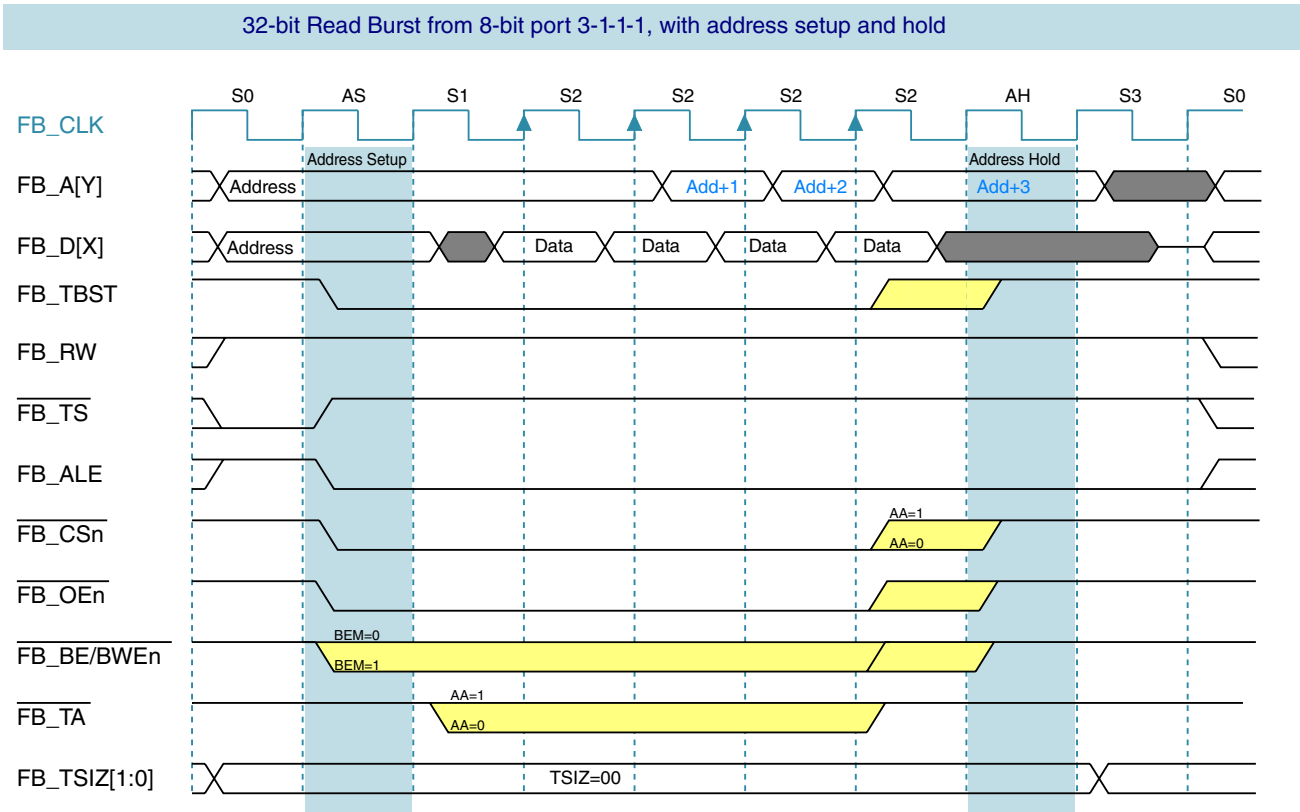 32-bit Read Burst from 8-bit port 3-1-1-1, with address setup and hold
S0 AS S1 S2 S2 S2 S2 AH S3 S0
FB_CLK
Address Setup Address Hold
FB_A[Y] Address Add+1 Add+2 Add+3
FB_D[X] Address Data Data Data Data
FB_TBST
FB_RW
FB_TS
FB_ALE
AA=1
FB_CSn
AA=0
FB_OEn
BEM=0
FB_BE/BWEn
BEM=1
AA=1
FB_TA
AA=0
FB_TSIZ[1:0] TSIZ=00